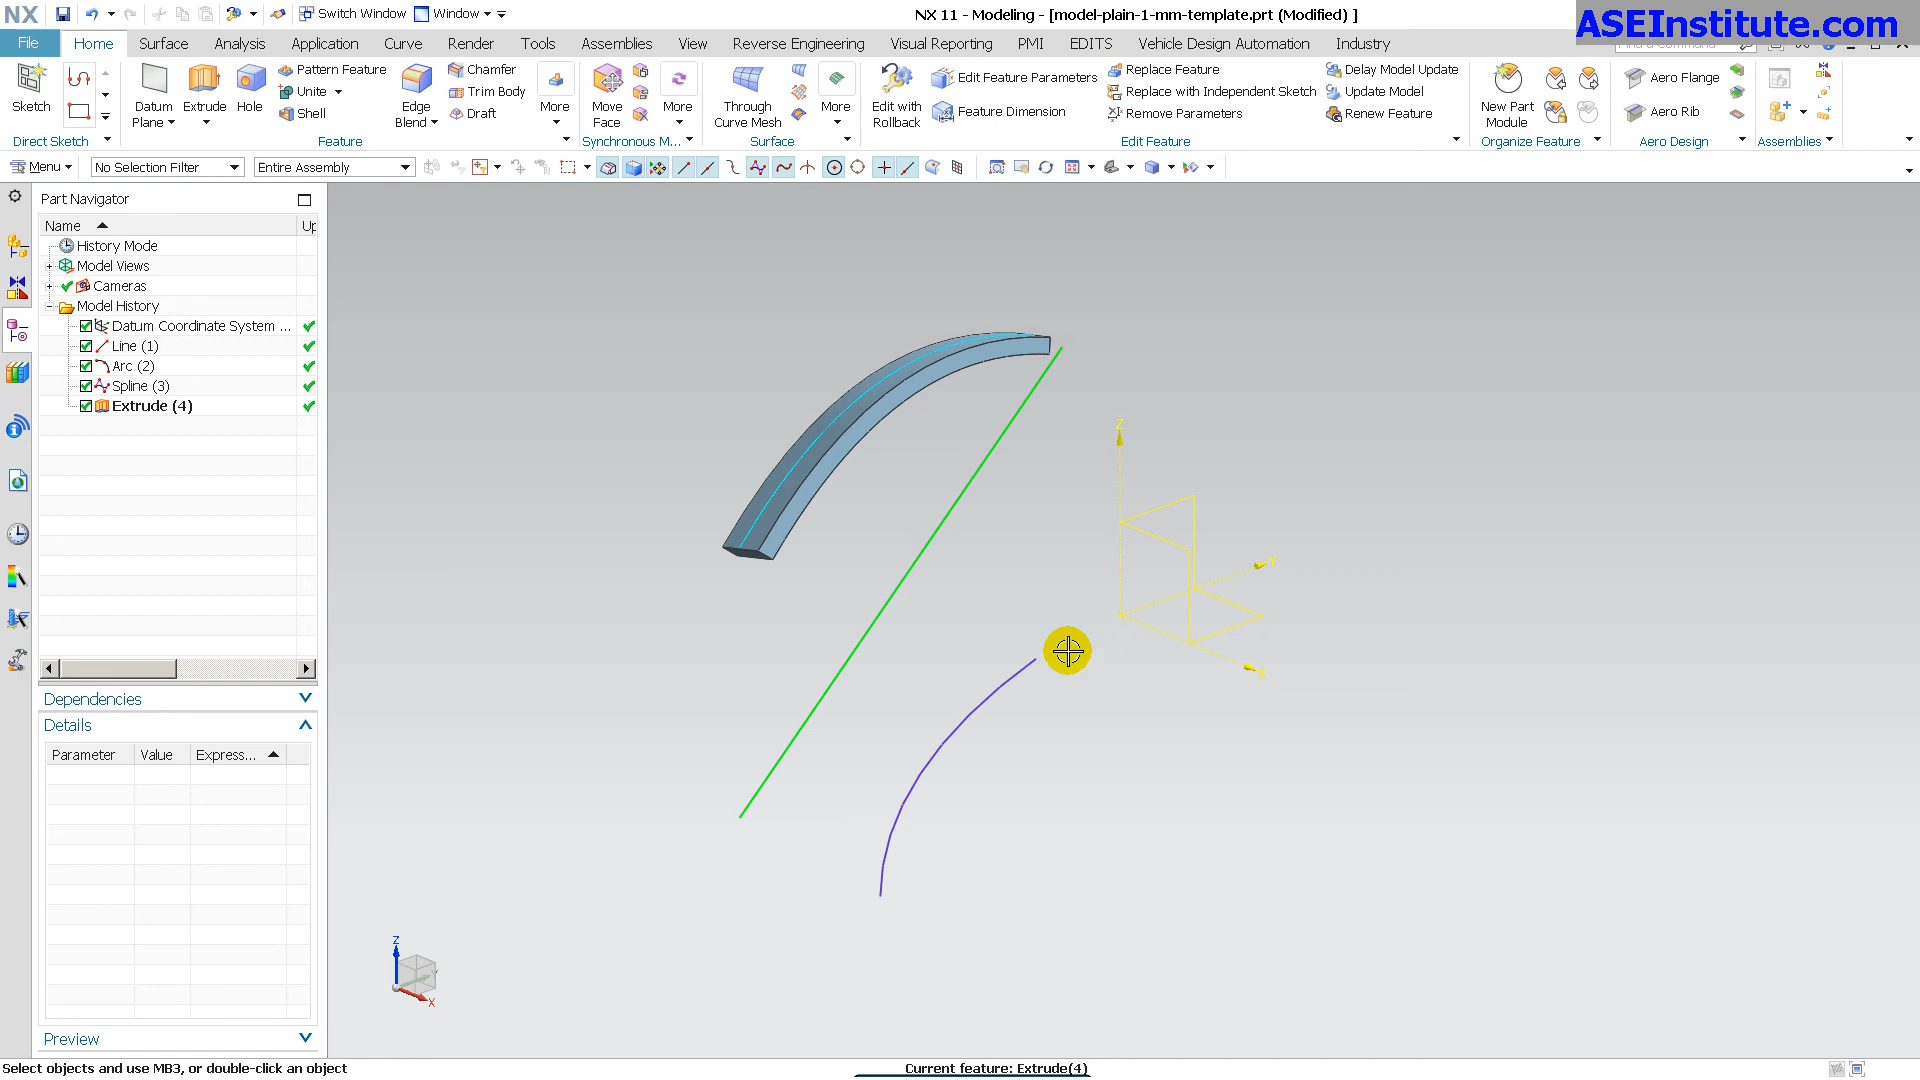 NX
Switch Window
Window
NX 11 - Modeling - [model-plain-1-mm-template.prt (Modified) ]
ASEInstitute.com
File
Home
Surface
Analysis
Application
Curve
Render
Tools
Assemblies
View
Reverse Engineering
Visual Reporting
PMI
EDITS
Vehicle Design Automation
Industry
Sketch
Direct Sketch
Datum
Plane
Extrude
Hole
Pattern Feature
Unite
Shell
Edge
Blend
Chamfer
Trim Body
Draft
More
Feature
Move
Face
More
Synchronous M...
Through
Curve Mesh
More
Surface
Edit with
Rollback
Edit Feature Parameters
Feature Dimension
Replace Feature
Replace with Independent Sketch
Remove Parameters
Delay Model Update
Update Model
Renew Feature
Edit Feature
New Part
Module
Organize Feature
Aero Flange
Aero Rib
Aero Design
Assemblies
Menu
No Selection Filter
Entire Assembly
Part Navigator
Name
Up
History Mode
Model Views
Cameras
Model History
Datum Coordinate System ...
Line (1)
Arc (2)
Spline (3)
Extrude (4)
Dependencies
Details
Parameter
Value
Express...
Preview
Z
Y
X
Z
X
Select objects and use MB3, or double-click an object
Current feature: Extrude(4)